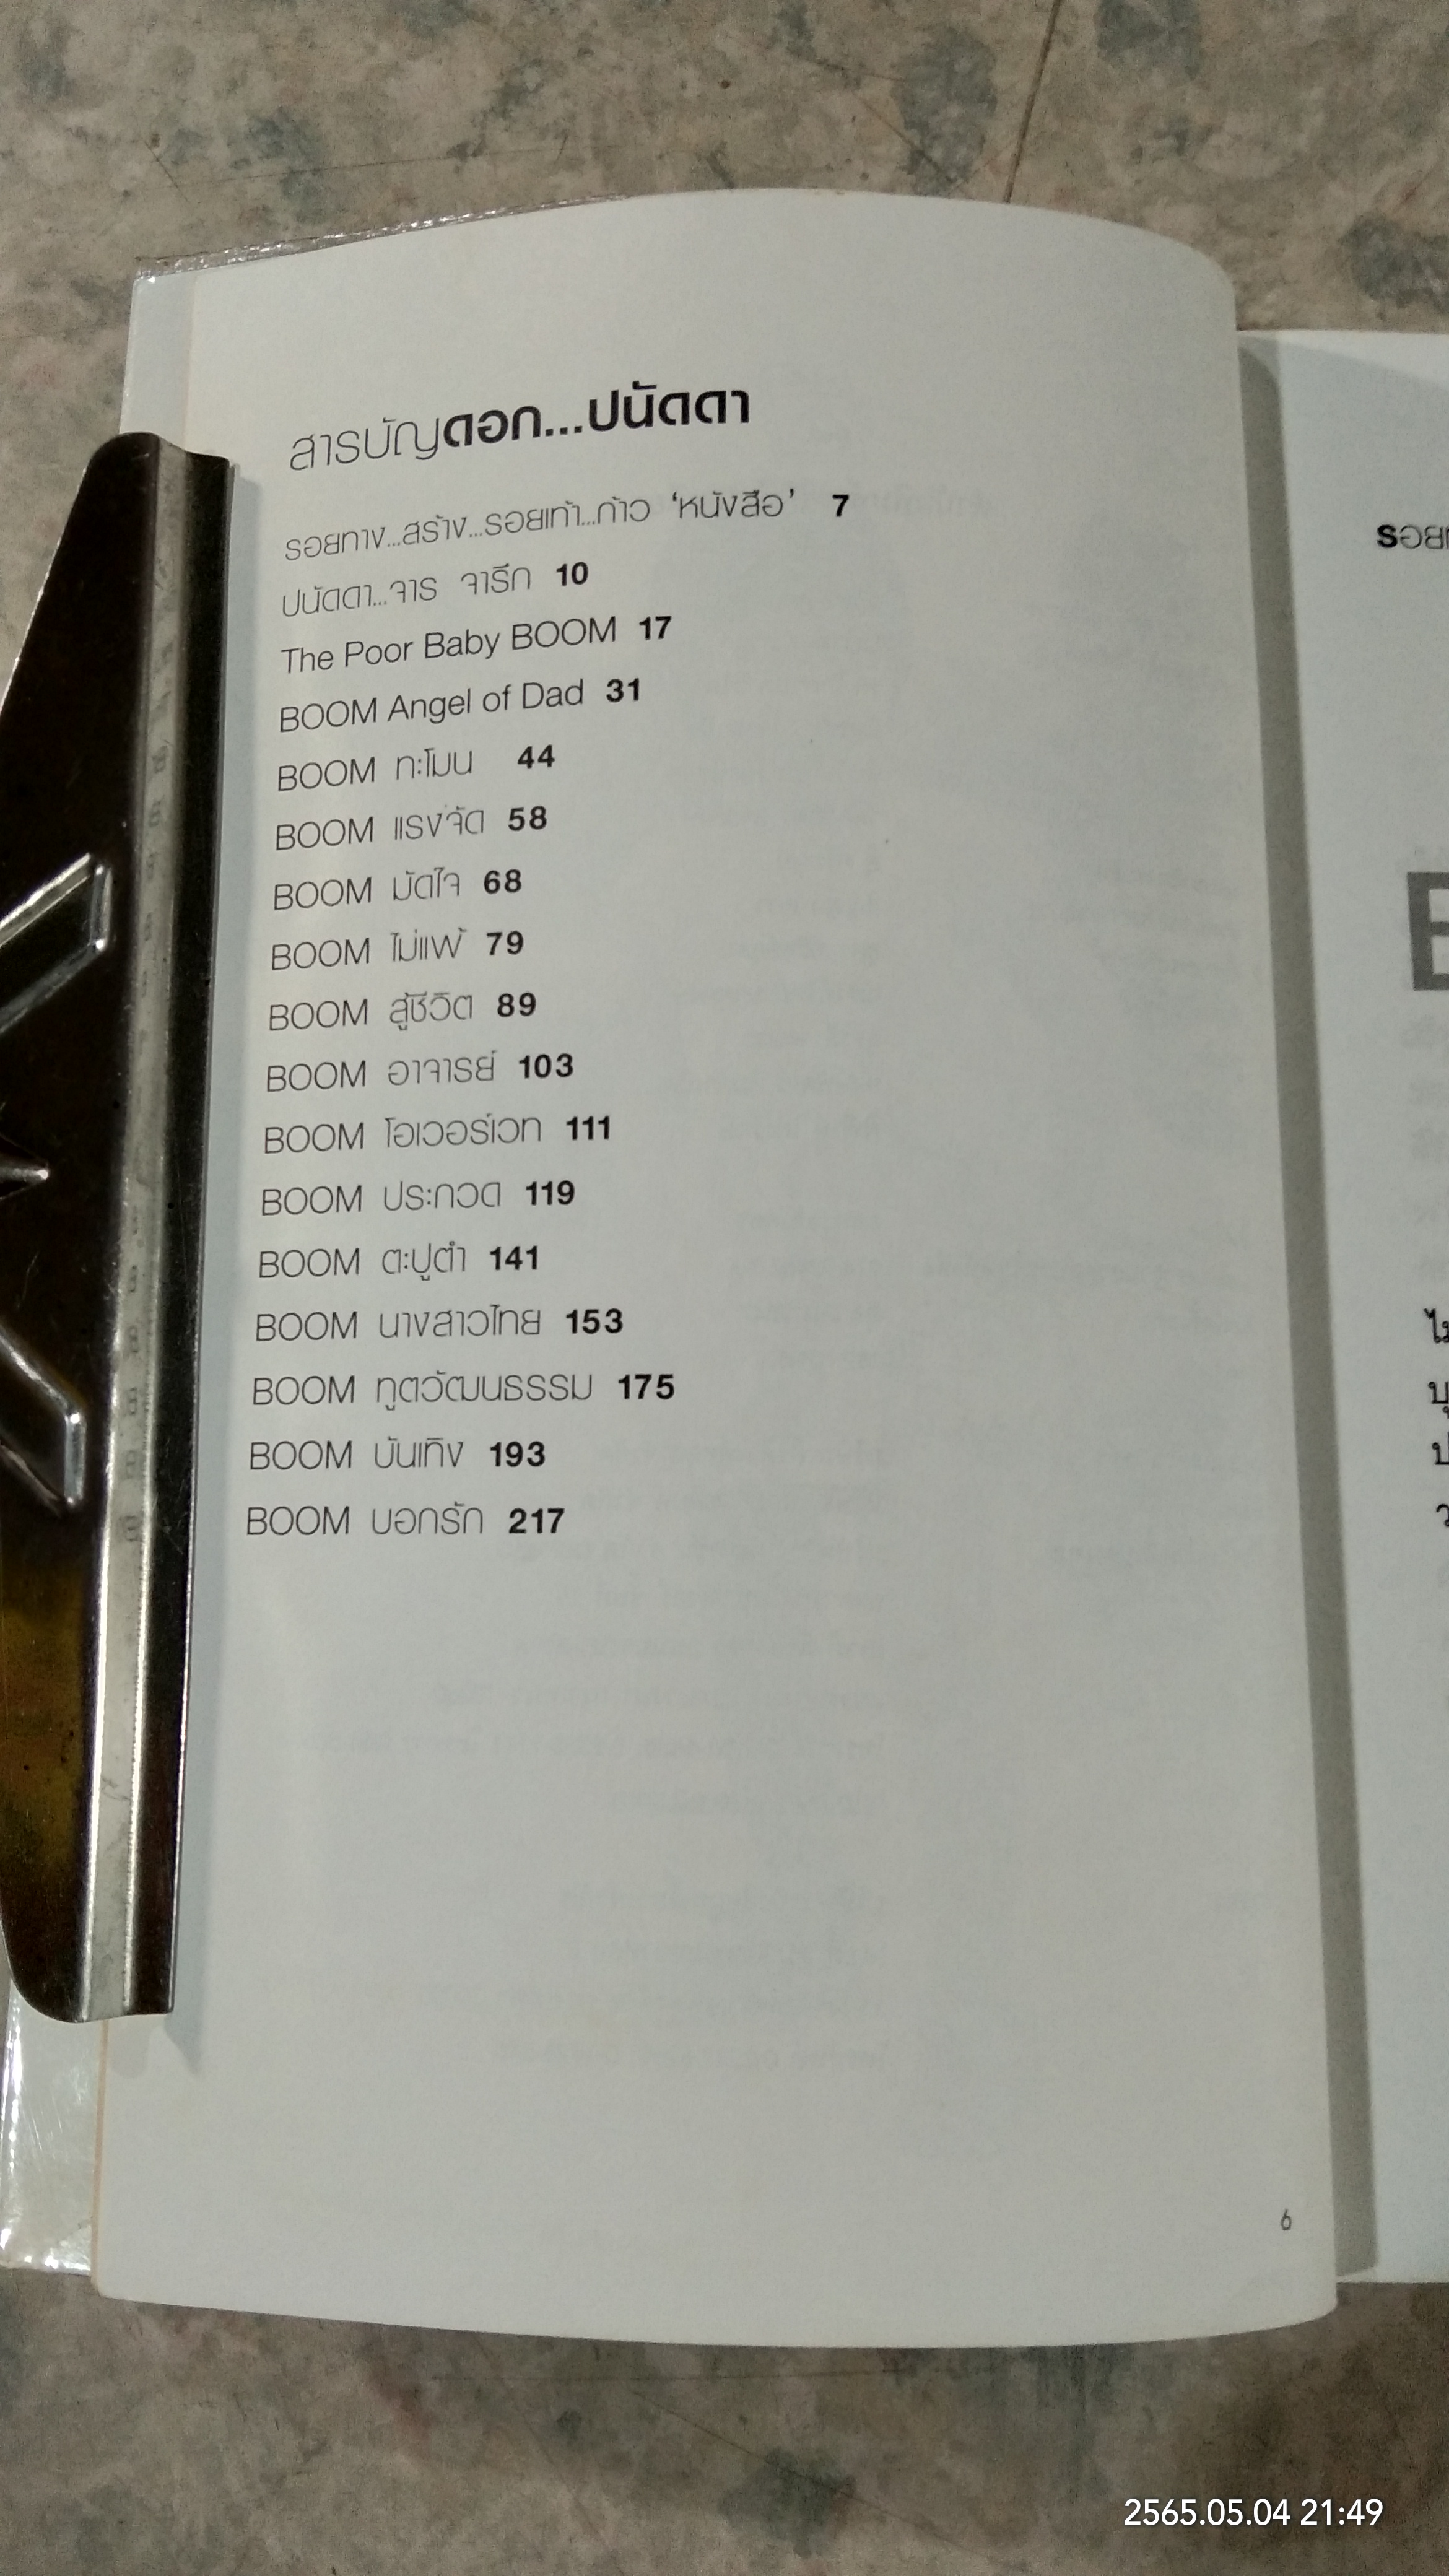 สารบัญดอก...ปนัดดา
รอยทาง...สร้าง...รอยเท้า...ก้าว ‘หนังสือ’ 7
ปนัดดา...จาร จารึก 10
The Poor Baby BOOM 17
BOOM Angel of Dad 31
BOOM ทะโมน 44
BOOM แรงจัด 58
BOOM มัดใจ 68
BOOM ไม่แพ้ 79
BOOM สู้ชีวิต 89
BOOM อาจารย์ 103
BOOM โอเวอร์เวท 111
BOOM ประกวด 119
BOOM ตะปูตำ 141
BOOM นางสาวไทย 153
BOOM ทูตวัฒนธรรม 175
BOOM บันเทิง 193
BOOM บอกรัก 217
6
2565.05.04 21:49